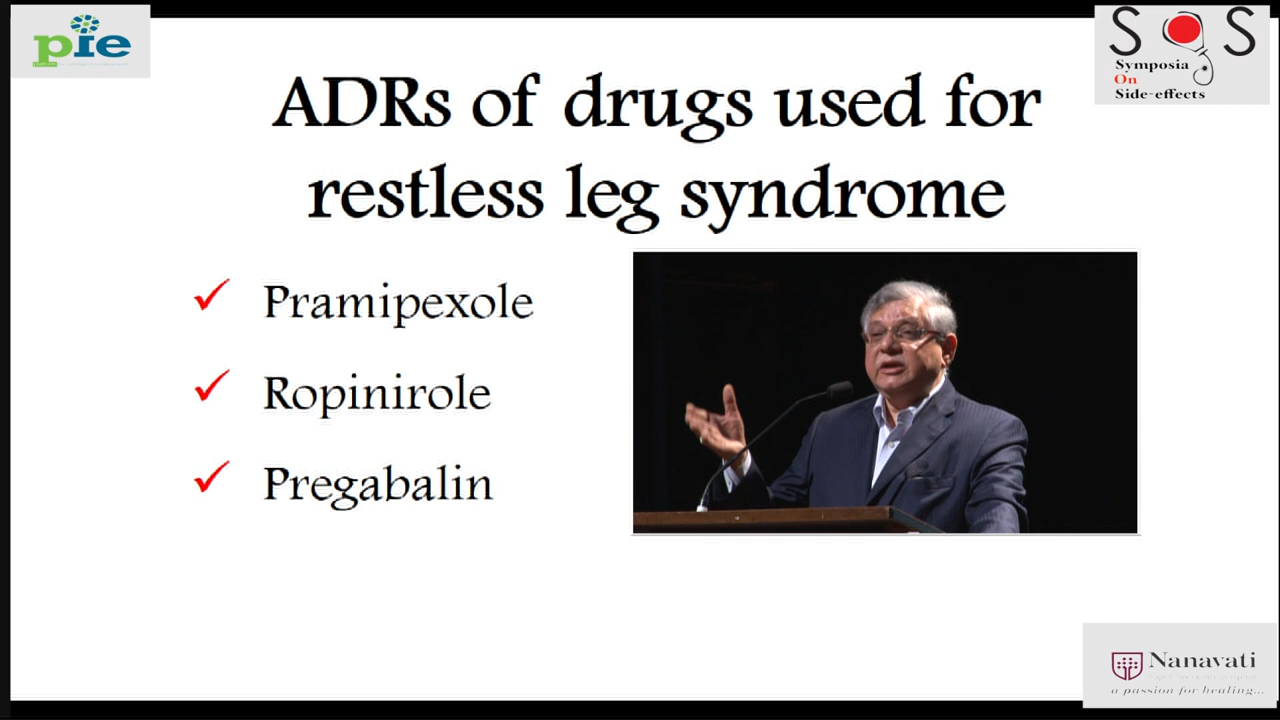 pie
SOS
Symposia
On
Side-effects
ADRs of drugs used for
restless leg syndrome
Pramipexole
Ropinirole
Pregabalin
Nanavati
a passion for healing...